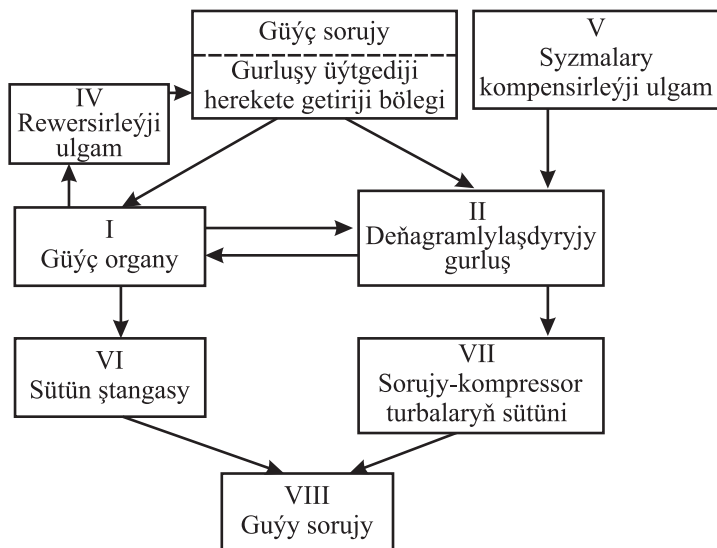 Güýç sorujy
Gurluşy üýtgediji
herekete getiriji bölegi
V
Syzmalary
kompensirleýji ulgam
IV
Rewersirleýji
ulgam
I
Güýç organy
II
Deňagramlylaşdyryjy
gurluş
VI
Sütün ştangasy
VII
Sorujy-kompressor
turbalaryň sütüni
VIII
Guýy sorujy